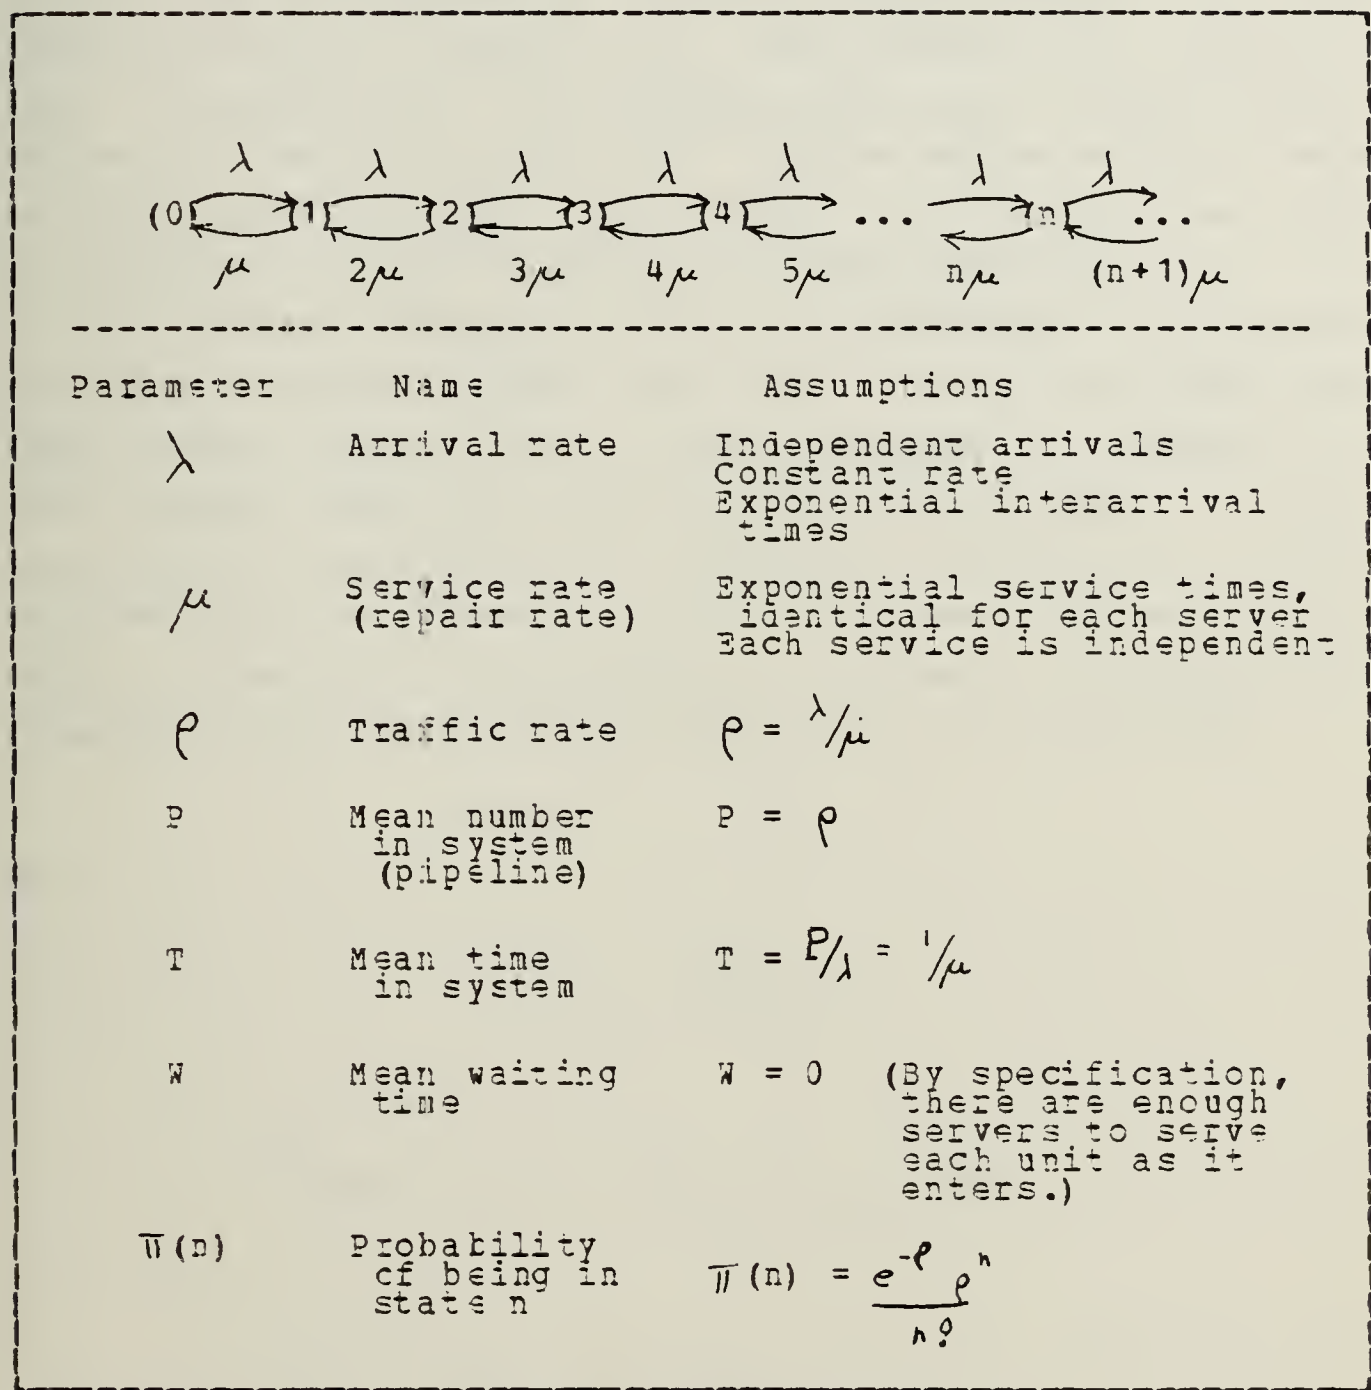 λ λ λ λ λ λ λ
(0) (1) (2) (3) (4) ... (n) ...
μ 2μ 3μ 4μ 5μ nμ (n+1)μ
Parameter Name Assumptions
λ Arrival rate Independent arrivals
Constant rate
Exponential interarrival
times
μ Service rate Exponential service times,
(repair rate) identical for each server
Each service is independent
ρ Traffic rate ρ = λ/μ
P Mean number P = ρ
in system
(pipeline)
T Mean time T = P/λ = 1/μ
in system
W Mean waiting W = 0 (By specification,
time there are enough
servers to serve
each unit as it
enters.)
π(n) Probability
of being in π(n) = e^-ρ ρ^n
state n n!